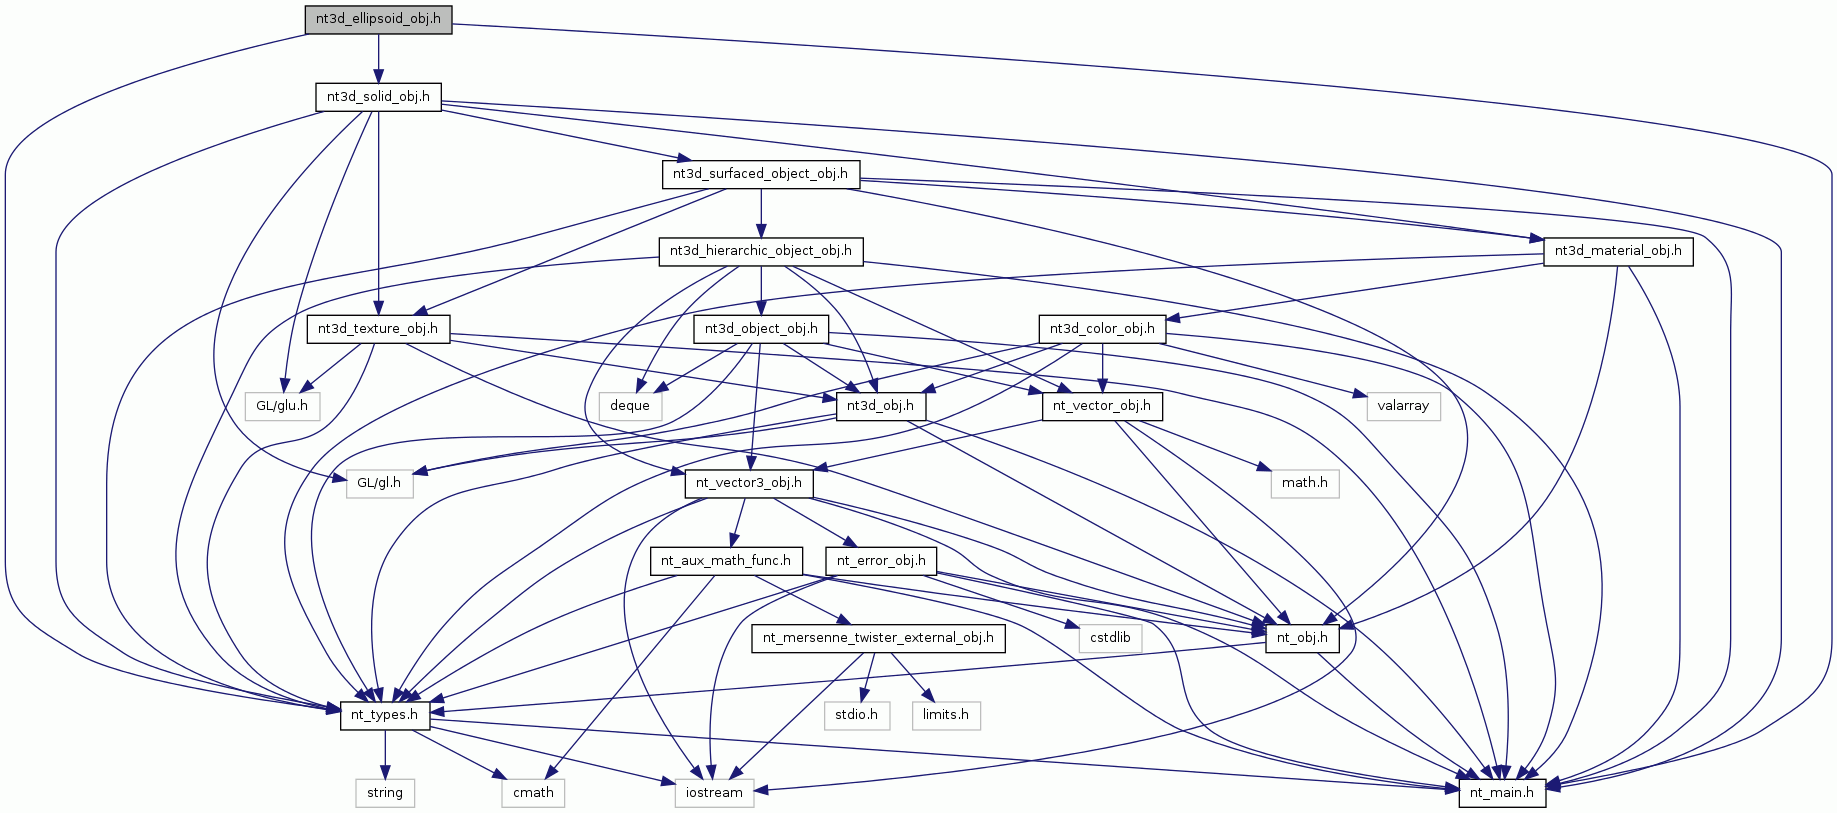 nt3d_ellipsoid_obj.h
nt3d_solid_obj.h
nt3d_surfaced_object_obj.h
nt3d_hierarchic_object_obj.h
nt3d_material_obj.h
nt3d_texture_obj.h
nt3d_object_obj.h
nt3d_color_obj.h
GL/glu.h
deque
nt3d_obj.h
nt_vector_obj.h
valarray
GL/gl.h
nt_vector3_obj.h
math.h
nt_aux_math_func.h
nt_error_obj.h
nt_mersenne_twister_external_obj.h
cstdlib
nt_obj.h
nt_types.h
stdio.h
limits.h
string
cmath
iostream
nt_main.h